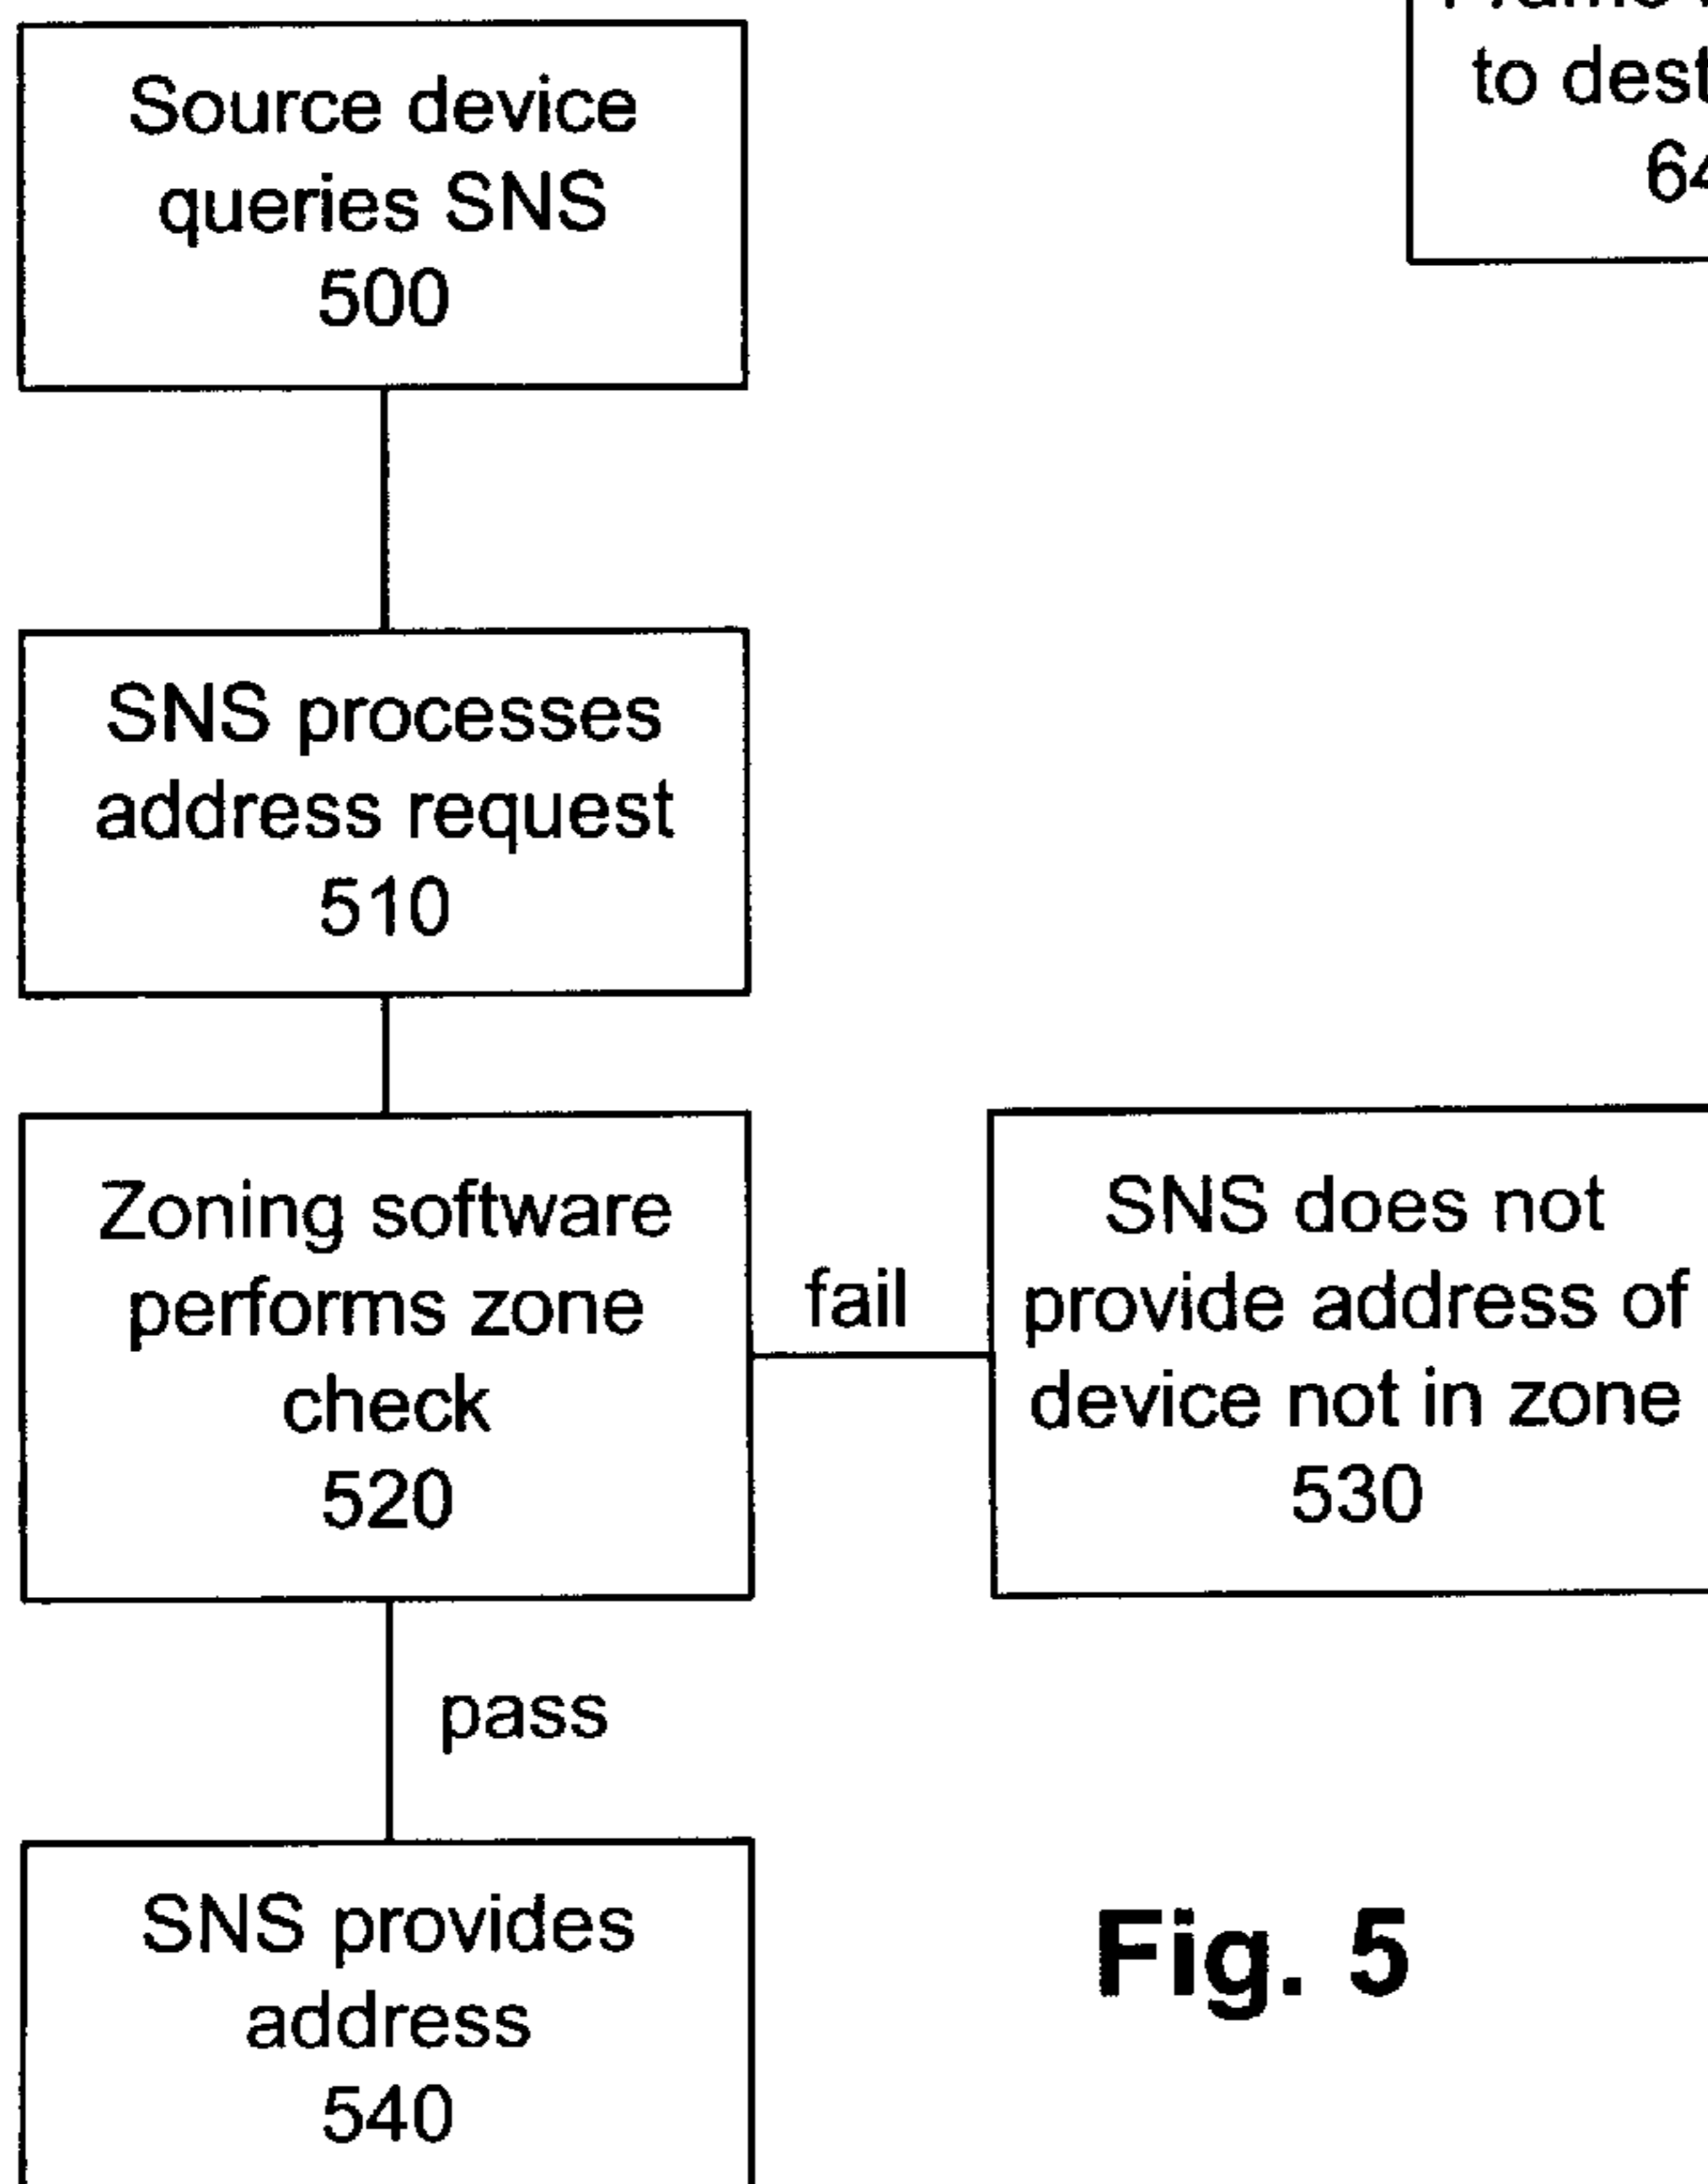 to
Source device
queries SNS
500
SNS processes
address request
510
Zoning software
performs zone
check
520
fail
SNS does not
provide address of
device not in zone
530
pass
SNS provides
address
540
Fig. 5